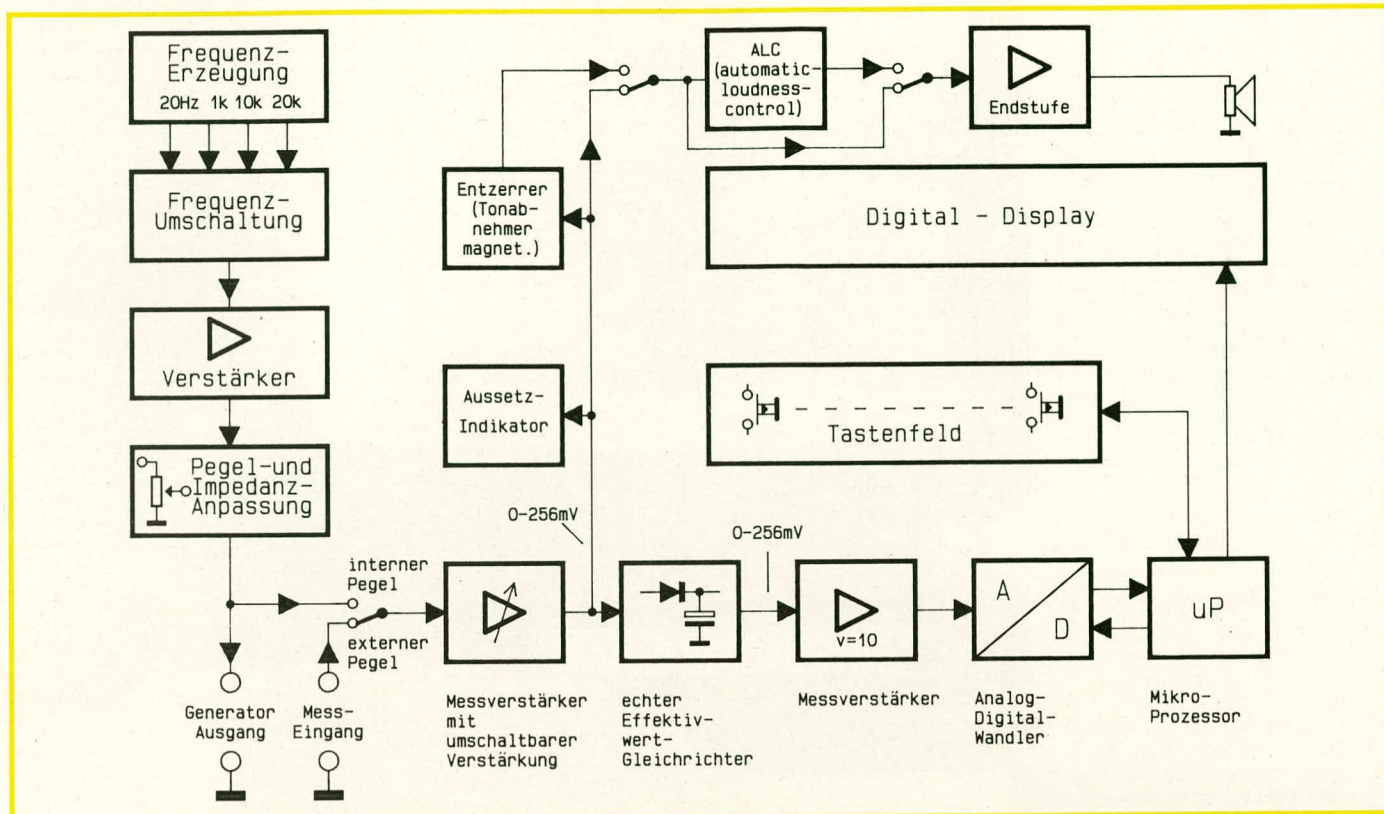 Frequenz-
Erzeugung
20Hz 1k 10k 20k
Frequenz-
Umschaltung
Verstärker
Pegel-und
Impedanz-
Anpassung
Generator
Ausgang
Mess-
Eingang
interner
Pegel
externer
Pegel
Entzerrer
(Tonab-
nehmer
magnet.)
Aussetz-
Indikator
ALC
(automatic-
loudness-
control)
Endstufe
Digital - Display
Tastenfeld
0-256mV
0-256mV
v=10
A
D
uP
Messverstärker
mit
umschaltbarer
Verstärkung
echter
Effektiv-
wert-
Gleichrichter
Messverstärker
Analog-
Digital-
Wandler
Mikro-
Prozessor